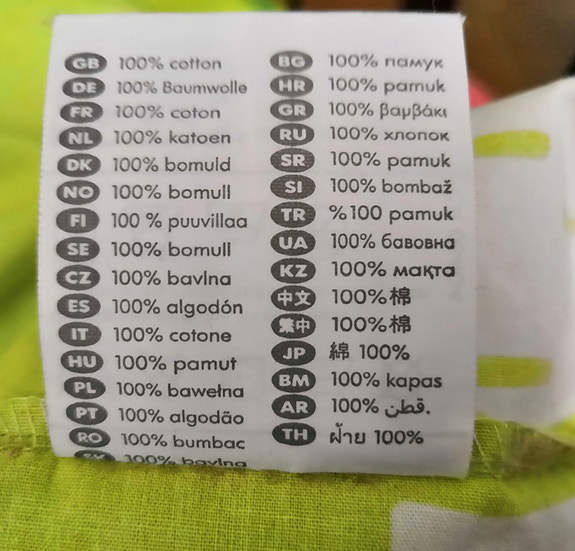 GB 100% cotton
DE 100% Baumwolle
FR 100% coton
NL 100% katoen
DK 100% bomuld
NO 100% bomull
FI 100 % puuvillaa
SE 100% bomull
CZ 100% bavlna
ES 100% algodón
IT 100% cotone
HU 100% pamut
PL 100% bawełna
PT 100% algodão
RO 100% bumbac
SK 100% bavlna
BG 100% памук
HR 100% pamuk
GR 100% βαμβάκι
RU 100% хлопок
SR 100% pamuk
SI 100% bombaž
TR %100 pamuk
UA 100% бавовна
KZ 100% мақта
中文 100%棉
繁中 100%棉
JP 綿 100%
BM 100% kapas
AR 100% قطن.
TH ฝ้าย 100%